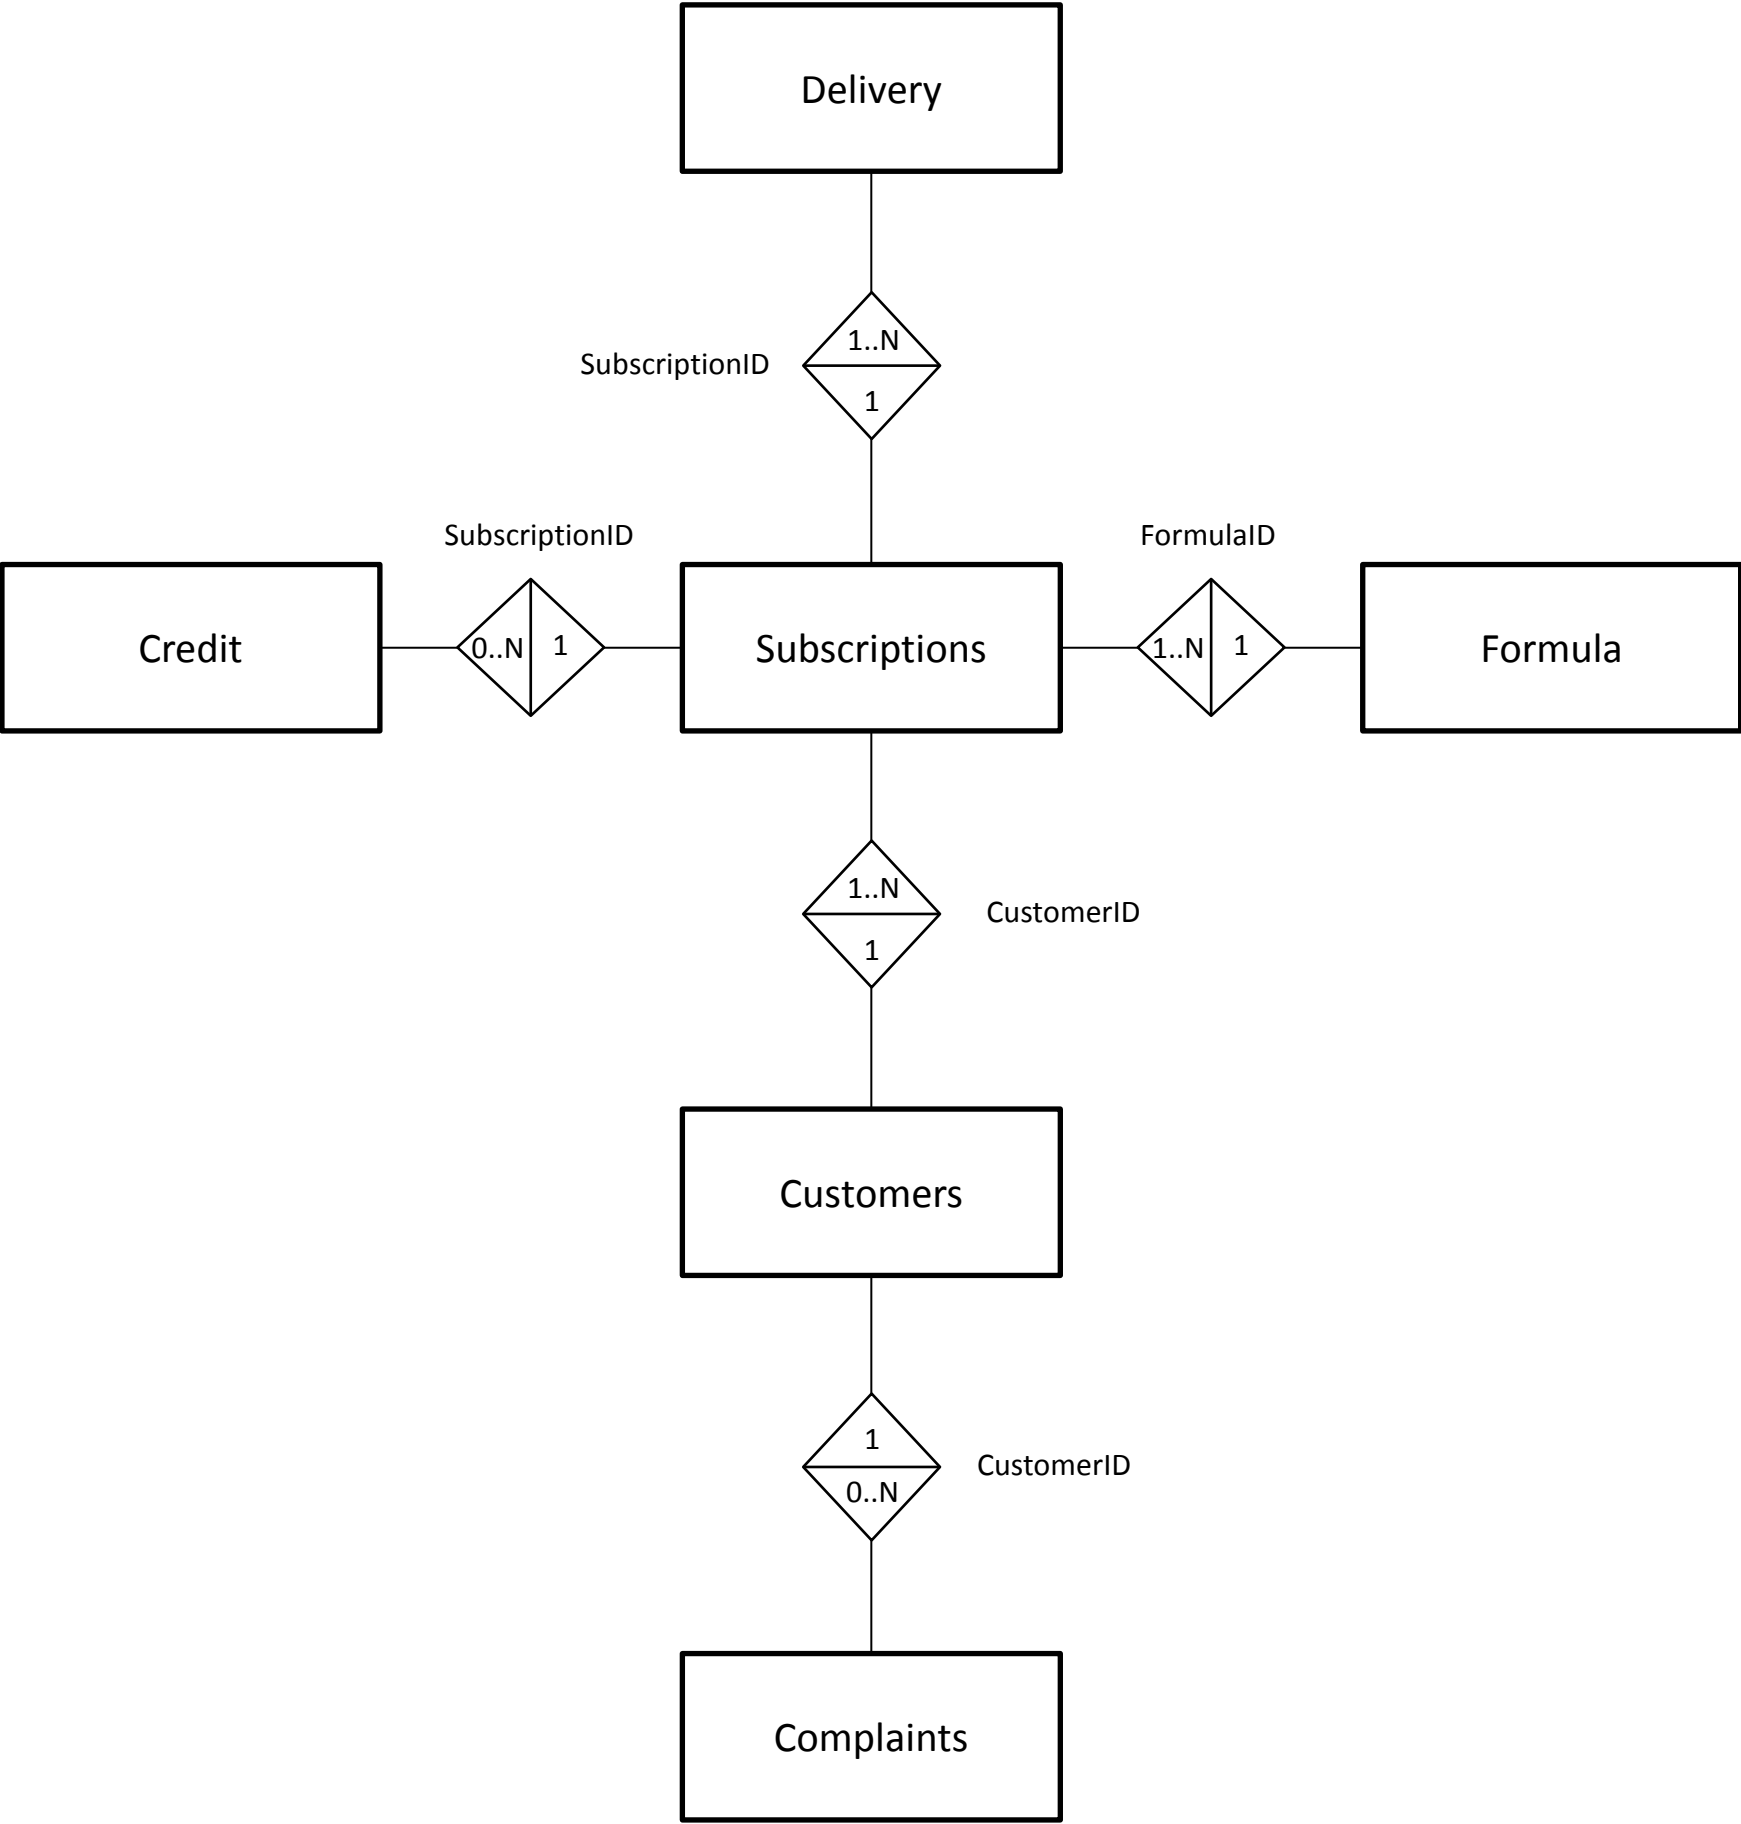 Delivery
1..N
SubscriptionID
1
SubscriptionID
FormulaID
Credit
0..N
1
Subscriptions
1..N
1
Formula
1..N
CustomerID
1
Customers
1
CustomerID
0..N
Complaints